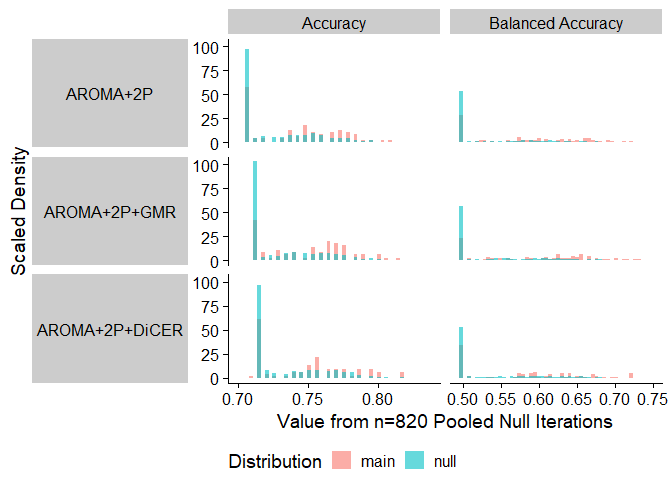 Accuracy
Balanced Accuracy
Scaled Density
AROMA+2P
100
75
50
25
0
AROMA+2P+GMR
100
75
50
25
0
AROMA+2P+DiCER
100
75
50
25
0
0.70 0.75 0.80
0.50 0.55 0.60 0.65 0.70 0.75
Value from n=820 Pooled Null Iterations
Distribution main null